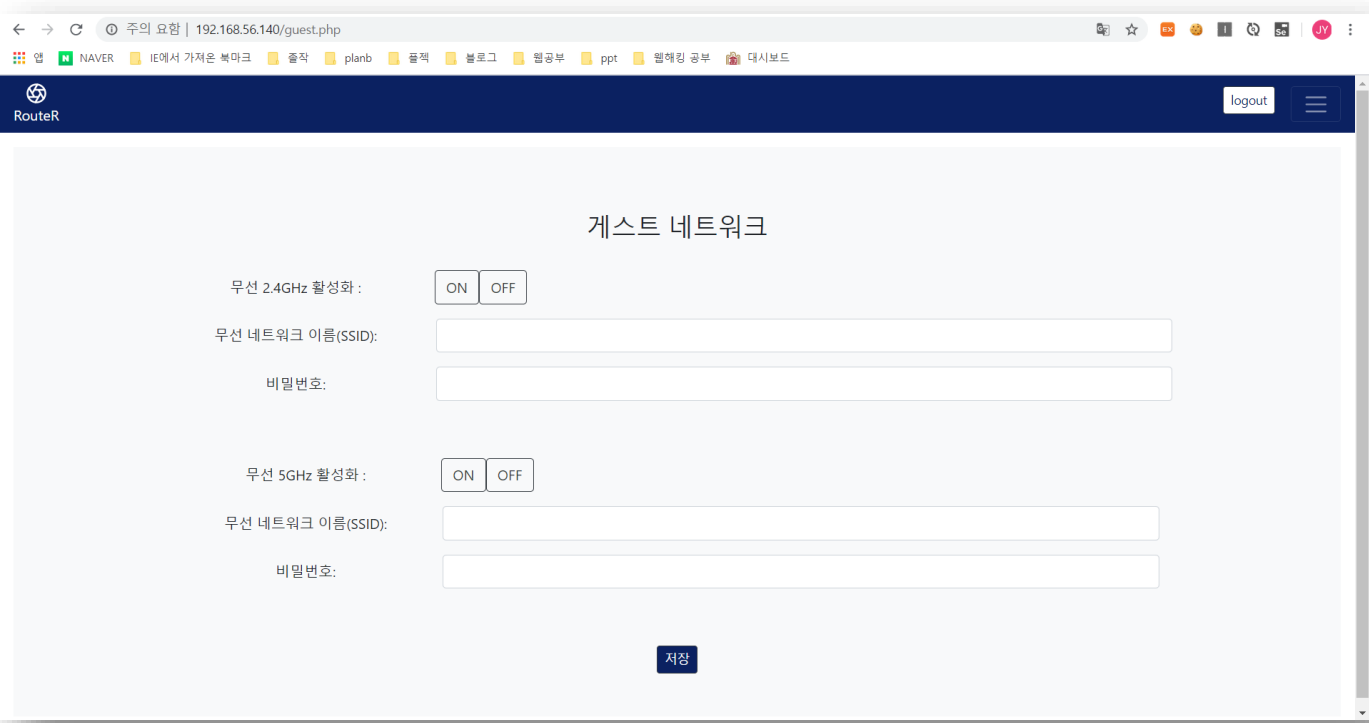 주의 요함 | 192.168.56.140/guest.php
앱 NAVER IE에서 가져온 북마크 졸작 planb 플젝 블로그 웹공부 ppt 웹해킹 공부 대시보드
EX
I
Se
JY
RouteR
logout
게스트 네트워크
무선 2.4GHz 활성화 : ON OFF
무선 네트워크 이름(SSID):
비밀번호:
무선 5GHz 활성화 : ON OFF
무선 네트워크 이름(SSID):
비밀번호:
저장